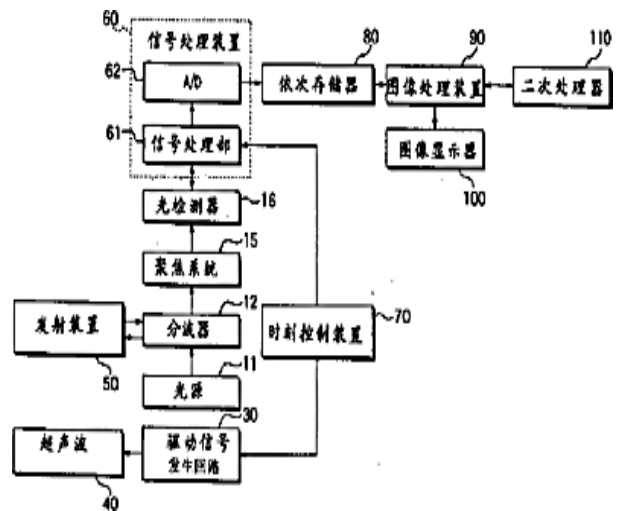 60
信号处理装置
62
A/D
80
依次存储器
90
图像处理装置
110
二次处理器
61
信号处理部
图像显示器
100
光检测器
16
15
聚焦系统
12
发射装置
分波器
50
时刻控制装置
70
11
光源
30
超声波
驱动信号
发生回路
40